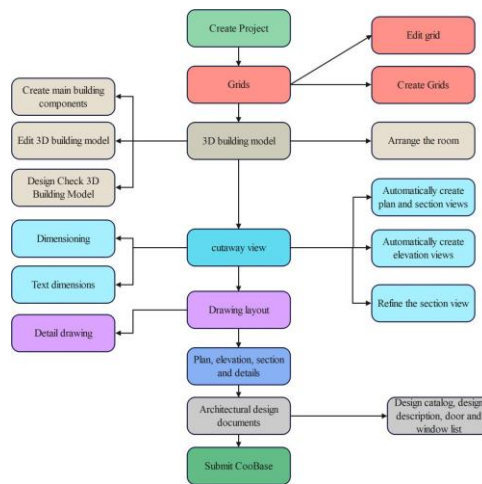 Create Project
Edit grid
Grids
Create Grids
Create main building
components
Edit 3D building model
3D building model
Arrange the room
Design Check 3D
Building Model
Automatically create
plan and section views
Dimensioning
cutaway view
Automatically create
elevation views
Text dimensions
Refine the section view
Drawing layout
Detail drawing
Plan, elevation, section
and details
Architectural design
documents
Design catalog, design
description, door and
window list
Submit CooBase